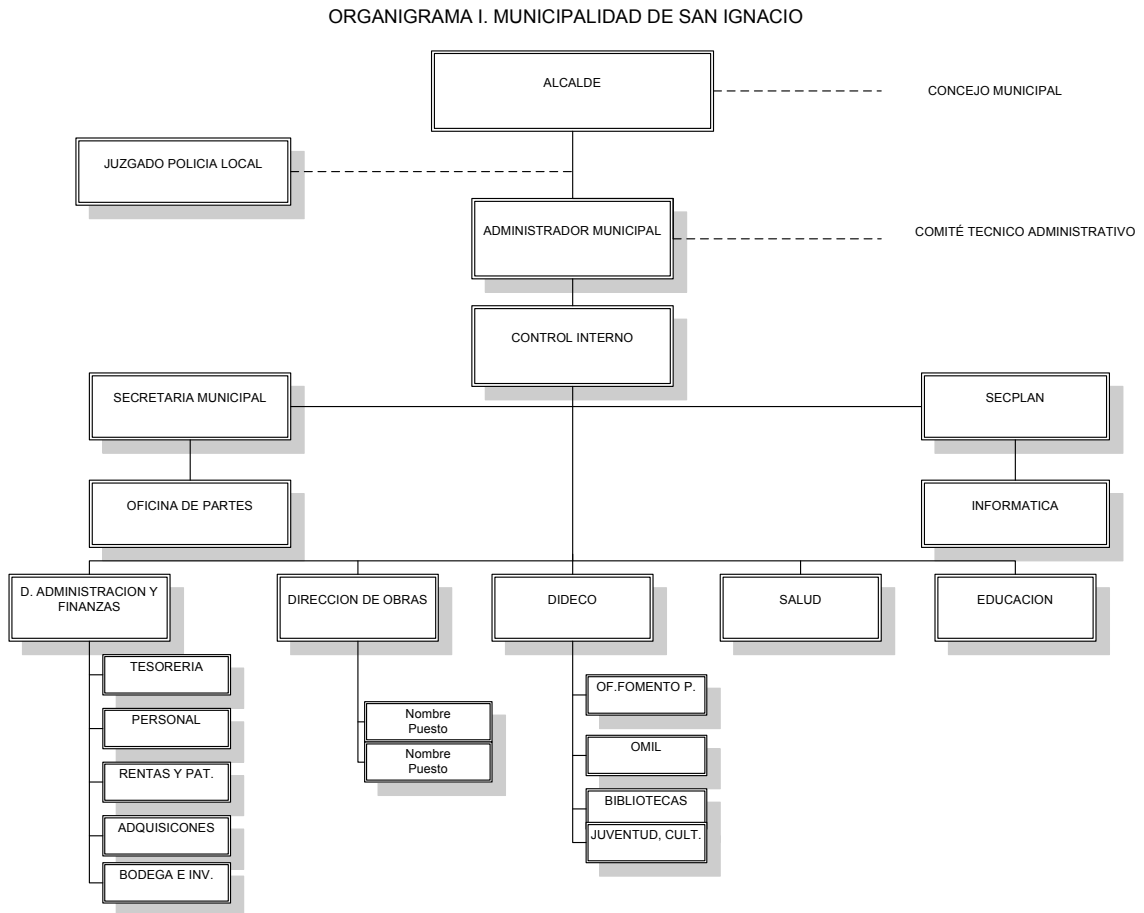 ORGANIGRAMA I. MUNICIPALIDAD DE SAN IGNACIO
ALCALDE
CONCEJO MUNICIPAL
JUZGADO POLICIA LOCAL
ADMINISTRADOR MUNICIPAL
COMITÉ TECNICO ADMINISTRATIVO
CONTROL INTERNO
SECRETARIA MUNICIPAL
SECPLAN
OFICINA DE PARTES
INFORMATICA
D. ADMINISTRACION Y
FINANZAS
DIRECCION DE OBRAS
DIDECO
SALUD
EDUCACION
TESORERIA
PERSONAL
RENTAS Y PAT.
ADQUISICONES
BODEGA E INV.
Nombre
Puesto
Nombre
Puesto
OF.FOMENTO P.
OMIL
BIBLIOTECAS
JUVENTUD, CULT.